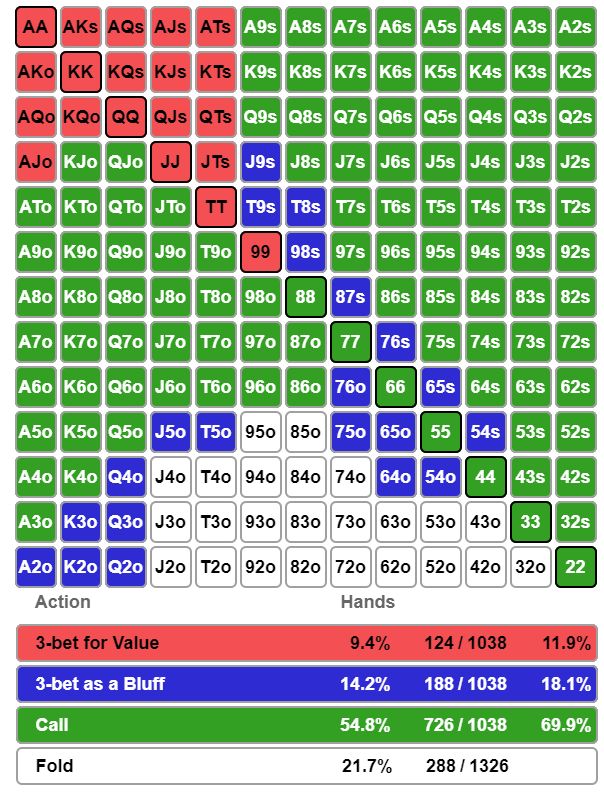 AA AKs AQs AJs ATs A9s A8s A7s A6s A5s A4s A3s A2s
AKo KK KQs KJs KTs K9s K8s K7s K6s K5s K4s K3s K2s
AQo KQo QQ QJs QTs Q9s Q8s Q7s Q6s Q5s Q4s Q3s Q2s
AJo KJo QJo JJ JTs J9s J8s J7s J6s J5s J4s J3s J2s
ATo KTo QTo JTo TT T9s T8s T7s T6s T5s T4s T3s T2s
A9o K9o Q9o J9o T9o 99 98s 97s 96s 95s 94s 93s 92s
A8o K8o Q8o J8o T8o 98o 88 87s 86s 85s 84s 83s 82s
A7o K7o Q7o J7o T7o 97o 87o 77 76s 75s 74s 73s 72s
A6o K6o Q6o J6o T6o 96o 86o 76o 66 65s 64s 63s 62s
A5o K5o Q5o J5o T5o 95o 85o 75o 65o 55 54s 53s 52s
A4o K4o Q4o J4o T4o 94o 84o 74o 64o 54o 44 43s 42s
A3o K3o Q3o J3o T3o 93o 83o 73o 63o 53o 43o 33 32s
A2o K2o Q2o J2o T2o 92o 82o 72o 62o 52o 42o 32o 22
Action Hands
3-bet for Value 9.4% 124 / 1038 11.9%
3-bet as a Bluff 14.2% 188 / 1038 18.1%
Call 54.8% 726 / 1038 69.9%
Fold 21.7% 288 / 1326